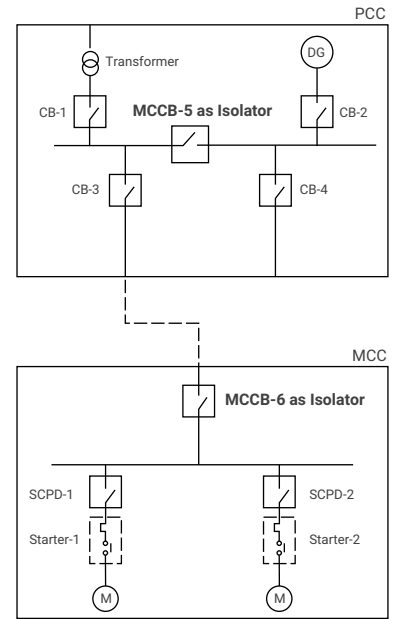 PCC
DG
Transformer
CB-1
MCCB-5 as Isolator
CB-2
CB-3
CB-4
MCC
MCCB-6 as Isolator
SCPD-1
SCPD-2
Starter-1
Starter-2
M
M